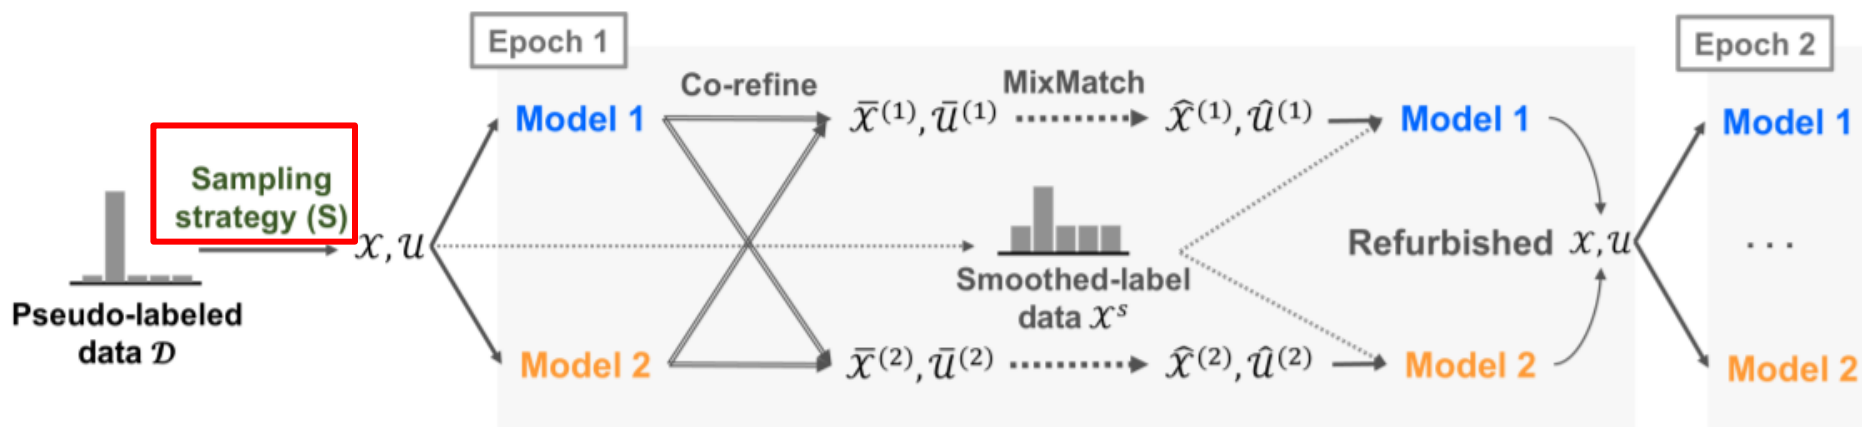 Epoch 1
Epoch 2
Co-refine
MixMatch
Model 1
X̄⁽¹⁾, Ū⁽¹⁾
X̂⁽¹⁾, Û⁽¹⁾
Model 1
Model 1
Sampling
strategy (S)
𝒳, 𝒰
Refurbished 𝒳, 𝒰
. . .
Smoothed-label
data 𝒳ˢ
Pseudo-labeled
data 𝒟
Model 2
X̄⁽²⁾, Ū⁽²⁾
X̂⁽²⁾, Û⁽²⁾
Model 2
Model 2